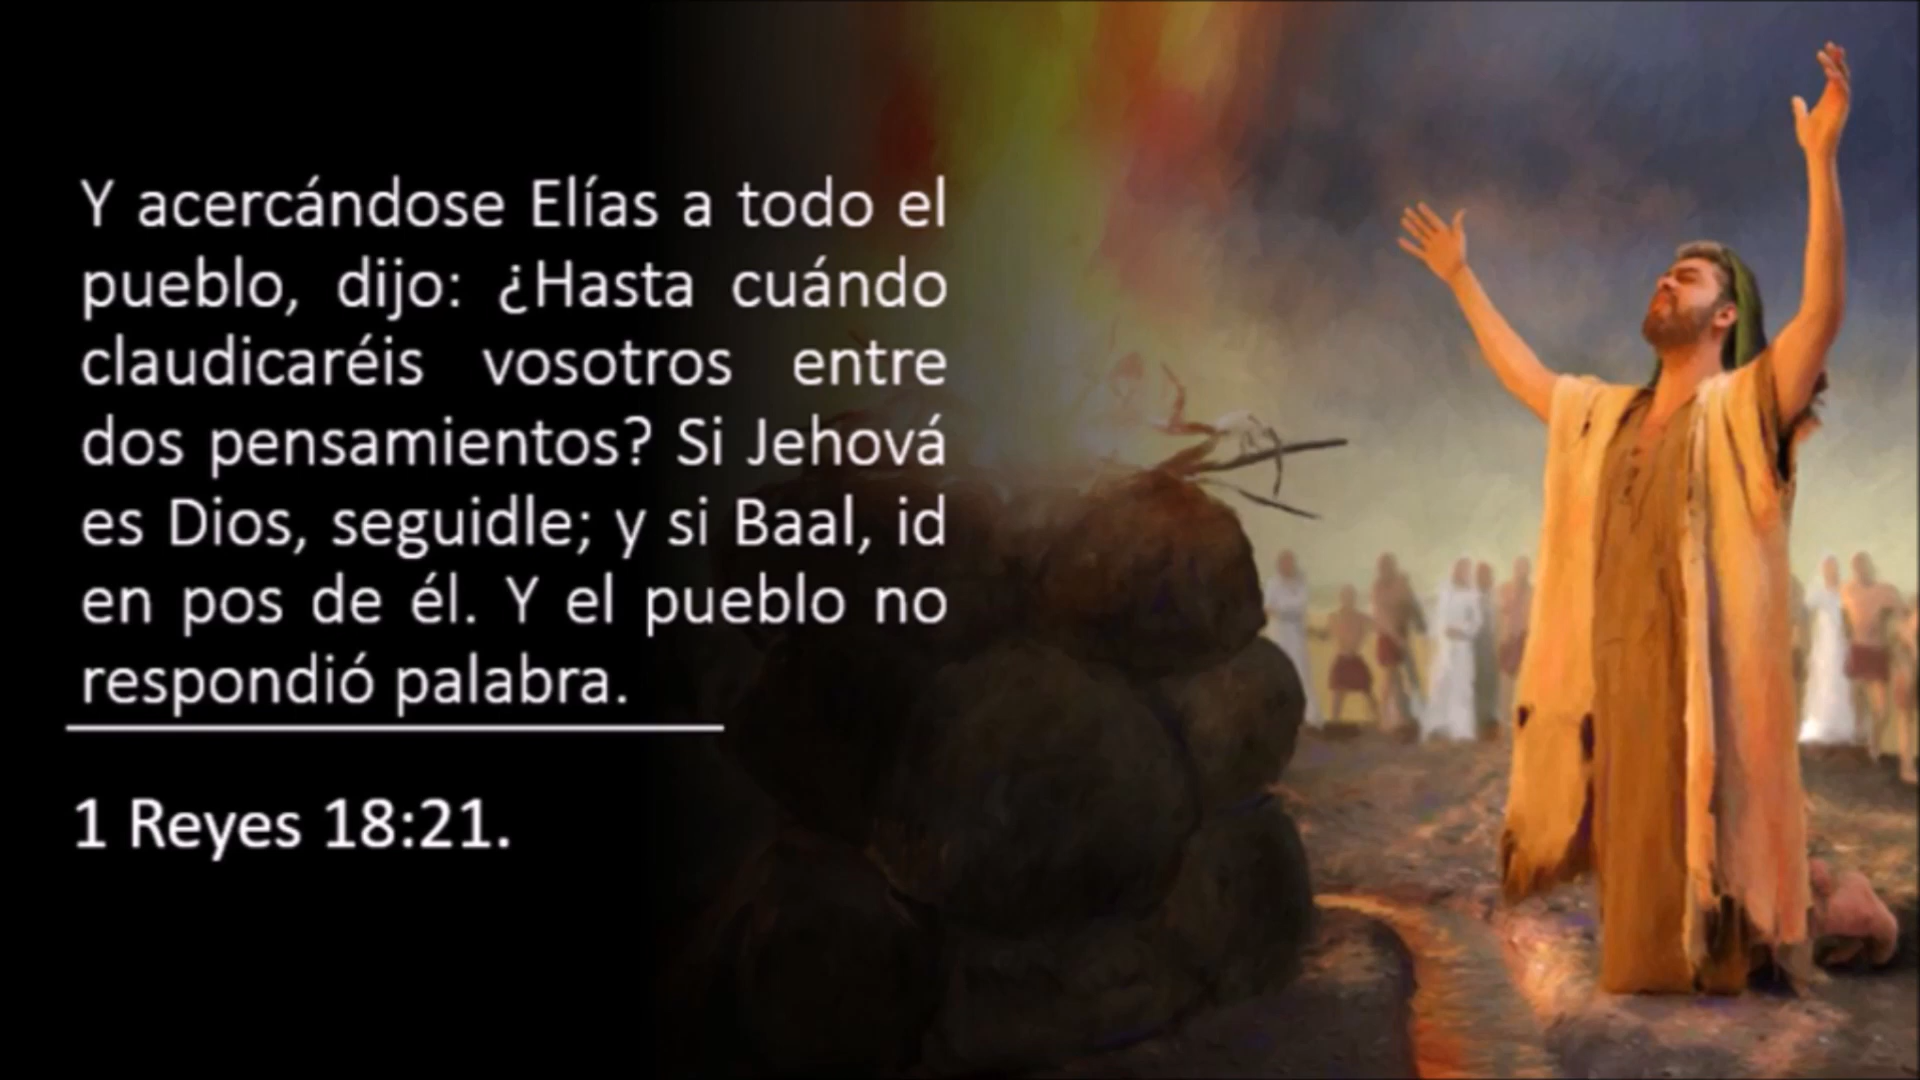 Y acercándose Elías a todo el
pueblo, dijo: ¿Hasta cuándo
claudicaréis vosotros entre
dos pensamientos? Si Jehová
es Dios, seguidle; y si Baal, id
en pos de él. Y el pueblo no
respondió palabra.
1 Reyes 18:21.